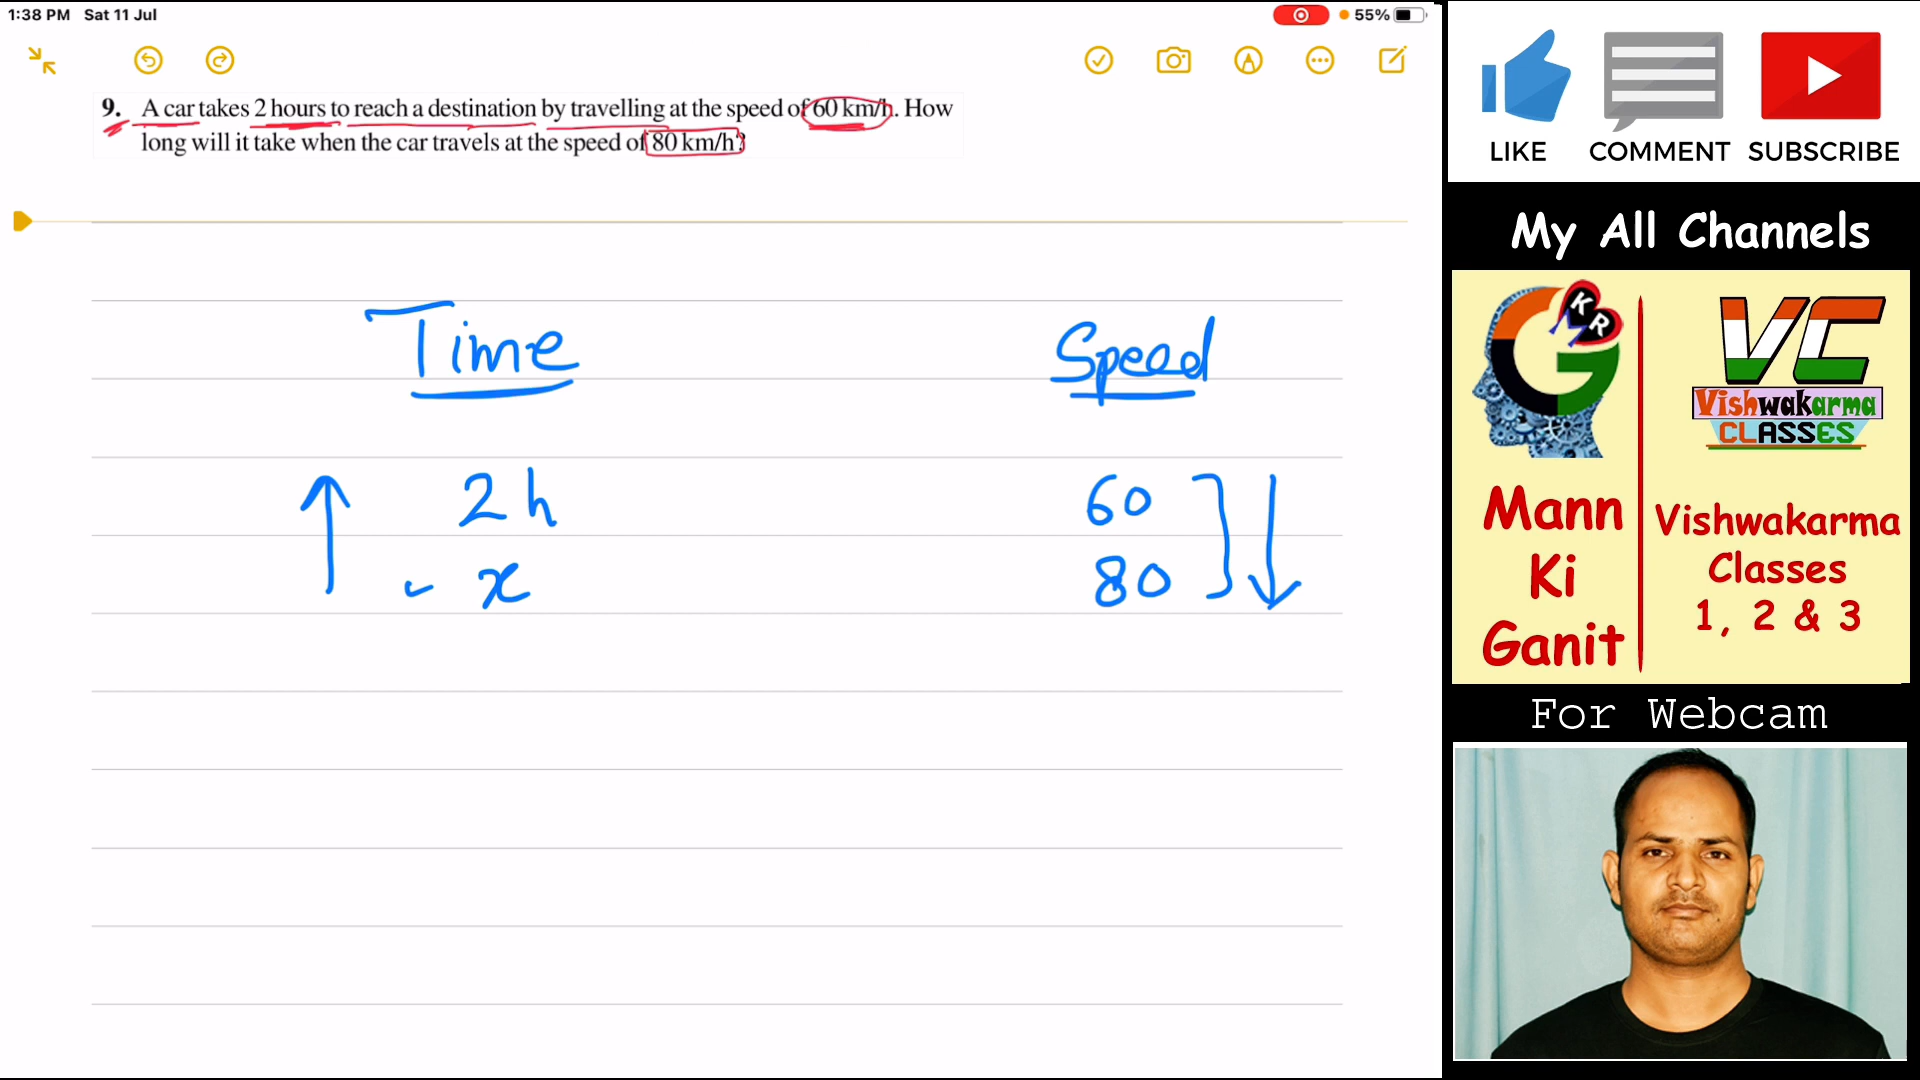 1:38 PM Sat 11 Jul
55%
9. A car takes 2 hours to reach a destination by travelling at the speed of 60 km/h. How
long will it take when the car travels at the speed of 80 km/h?
Time Speed
2 h 60
x 80
LIKE COMMENT SUBSCRIBE
My All Channels
K R
G
Mann
Ki
Ganit
VC
Vishwakarma
CLASSES
Vishwakarma
Classes
1, 2 & 3
For Webcam